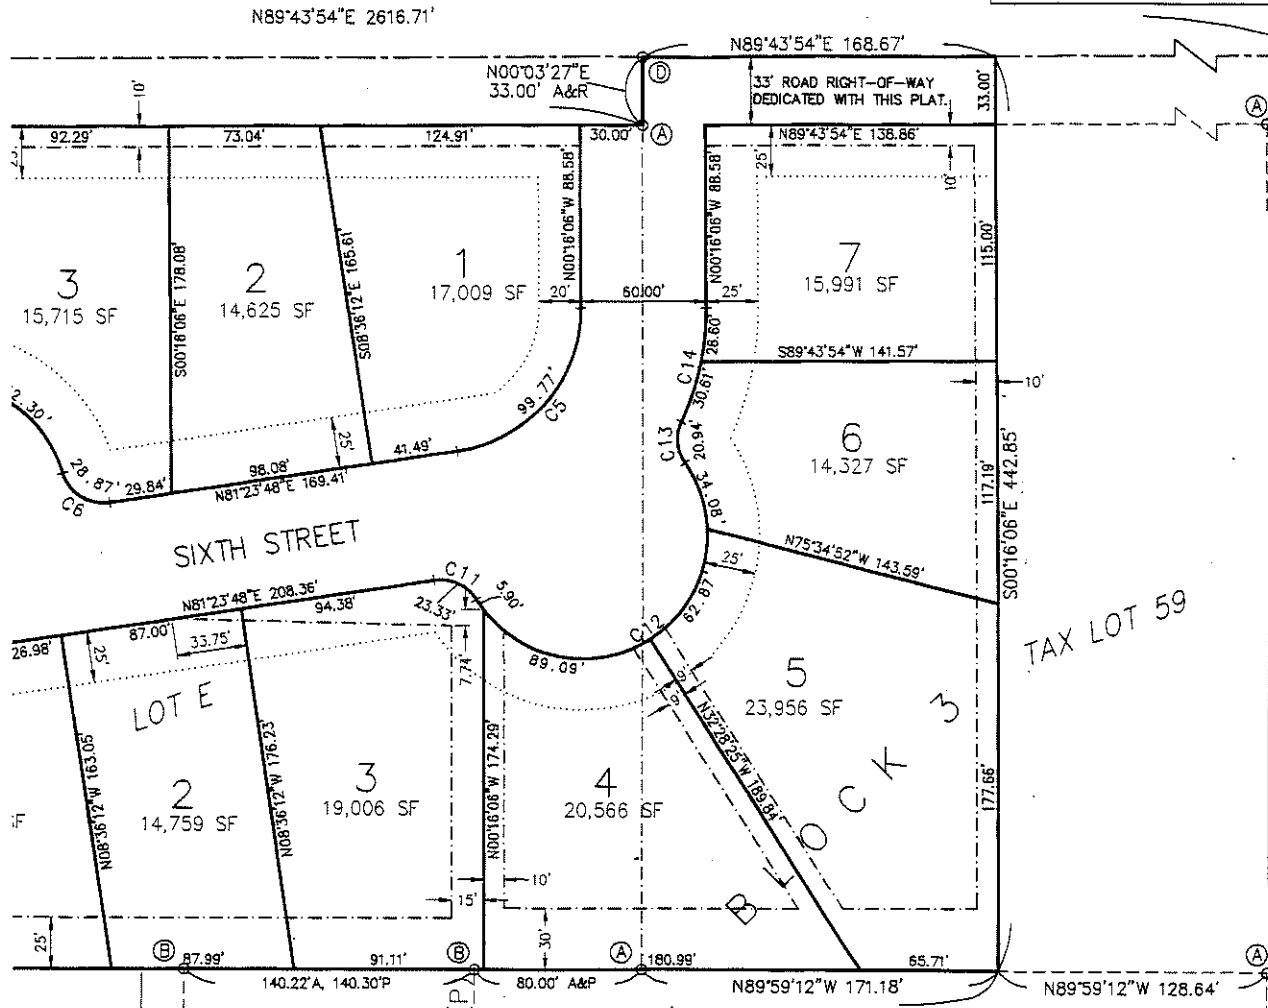 N89°43'54"E 2616.71'
N89°43'54"E 168.67'
N00°03'27"E
33.00' A&R
D
33' ROAD RIGHT-OF-WAY
DEDICATED WITH THIS PLAT.
33.00'
10'
92.29'
73.04'
124.91'
30.00'
A
N89°43'54"E 138.86'
A
25'
25'
10'
N00°16'06"W 88.58'
N00°16'06"W 88.58'
115.00'
3
15,715 SF
2
14,625 SF
1
17,009 SF
7
15,991 SF
S00°16'06"E 178.08'
S08°36'12"E 165.61'
20'
60.00'
25'
28.60'
S89°43'54"W 141.57'
C14
30.61'
10'
99.77'
C5
C13
20.94'
34.08'
6
14,327 SF
117.19'
S00°16'06"E 442.85'
2.30'
28.87'
C6
29.84'
98.08'
25'
41.49'
N81°23'48"E 169.41'
SIXTH STREET
N75°34'52"W 143.59'
25'
62.87'
C11
5.90'
23.33'
N81°23'48"E 208.36'
94.38'
87.00'
33.75'
26.98'
25'
7.74'
89.09'
C12
9'
9'
TAX LOT 59
LOT E
5
23,956 SF
BLOCK 3
N32°28'25"W 189.84'
177.66'
N08°36'12"W 163.05'
2
14,759 SF
N08°36'12"W 176.23'
3
19,006 SF
N00°16'06"W 174.29'
4
20,566 SF
SF
10'
15'
30'
25'
B
87.99'
91.11'
B
A
180.99'
65.71'
A
140.22'A, 140.30'P
P
80.00' A&P
N89°59'12"W 171.18'
N89°59'12"W 128.64'